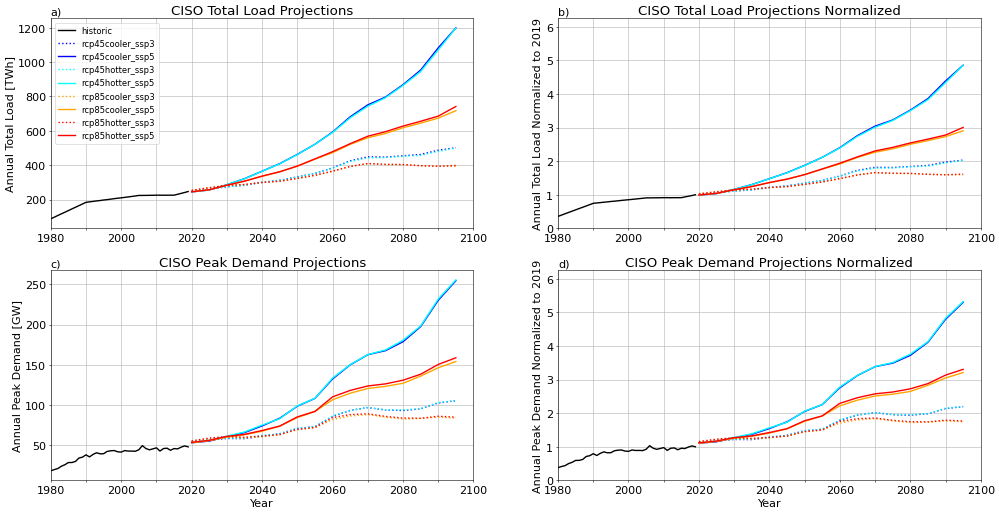 a) CISO Total Load Projections
Annual Total Load [TWh]
1200
1000
800
600
400
200
historic
rcp45cooler_ssp3
rcp45cooler_ssp5
rcp45hotter_ssp3
rcp45hotter_ssp5
rcp85cooler_ssp3
rcp85cooler_ssp5
rcp85hotter_ssp3
rcp85hotter_ssp5
1980 2000 2020 2040 2060 2080 2100
b) CISO Total Load Projections Normalized
Annual Total Load Normalized to 2019
6
5
4
3
2
1
0
1980 2000 2020 2040 2060 2080 2100
c) CISO Peak Demand Projections
Annual Peak Demand [GW]
250
200
150
100
50
1980 2000 2020 2040 2060 2080 2100
Year
d) CISO Peak Demand Projections Normalized
Annual Peak Demand Normalized to 2019
6
5
4
3
2
1
0
1980 2000 2020 2040 2060 2080 2100
Year